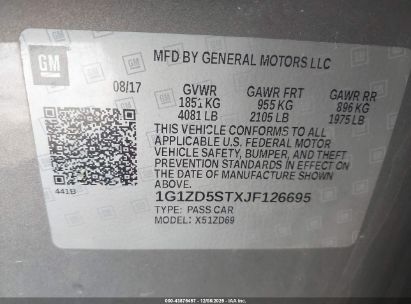 GM
MFD BY GENERAL MOTORS LLC
08/17
GVWR GAWR FRT GAWR RR
1851 KG 955 KG 896 KG
4081 LB 2105 LB 1975 LB
THIS VEHICLE CONFORMS TO ALL
APPLICABLE U.S. FEDERAL MOTOR
VEHICLE SAFETY, BUMPER, AND THEFT
PREVENTION STANDARDS IN EFFECT ON
THE DATE OF MANUFACTURE SHOWN
ABOVE.
441B
1G1ZD5STXJF126695
TYPE: PASS CAR
MODEL: X51ZD69